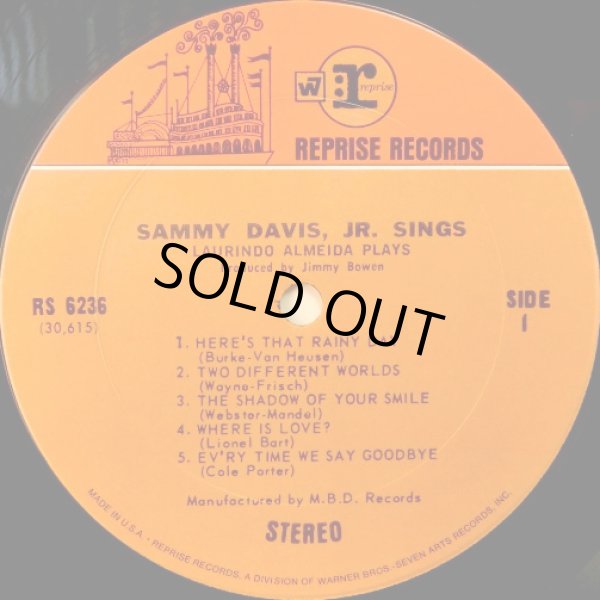 W r reprise
REPRISE RECORDS
SAMMY DAVIS, JR. SINGS
LAURINDO ALMEIDA PLAYS
Produced by Jimmy Bowen
RS 6236
(30,615)
SIDE
1
SOLD OUT
1. HERE'S THAT RAINY DAY
(Burke-Van Heusen)
2. TWO DIFFERENT WORLDS
(Wayne-Frisch)
3. THE SHADOW OF YOUR SMILE
(Webster-Mandel)
4. WHERE IS LOVE?
(Lionel Bart)
5. EV'RY TIME WE SAY GOODBYE
(Cole Porter)
Manufactured by M.B.D. Records
STEREO
MADE IN U.S.A. · REPRISE RECORDS, A DIVISION OF WARNER BROS.-SEVEN ARTS RECORDS, INC.